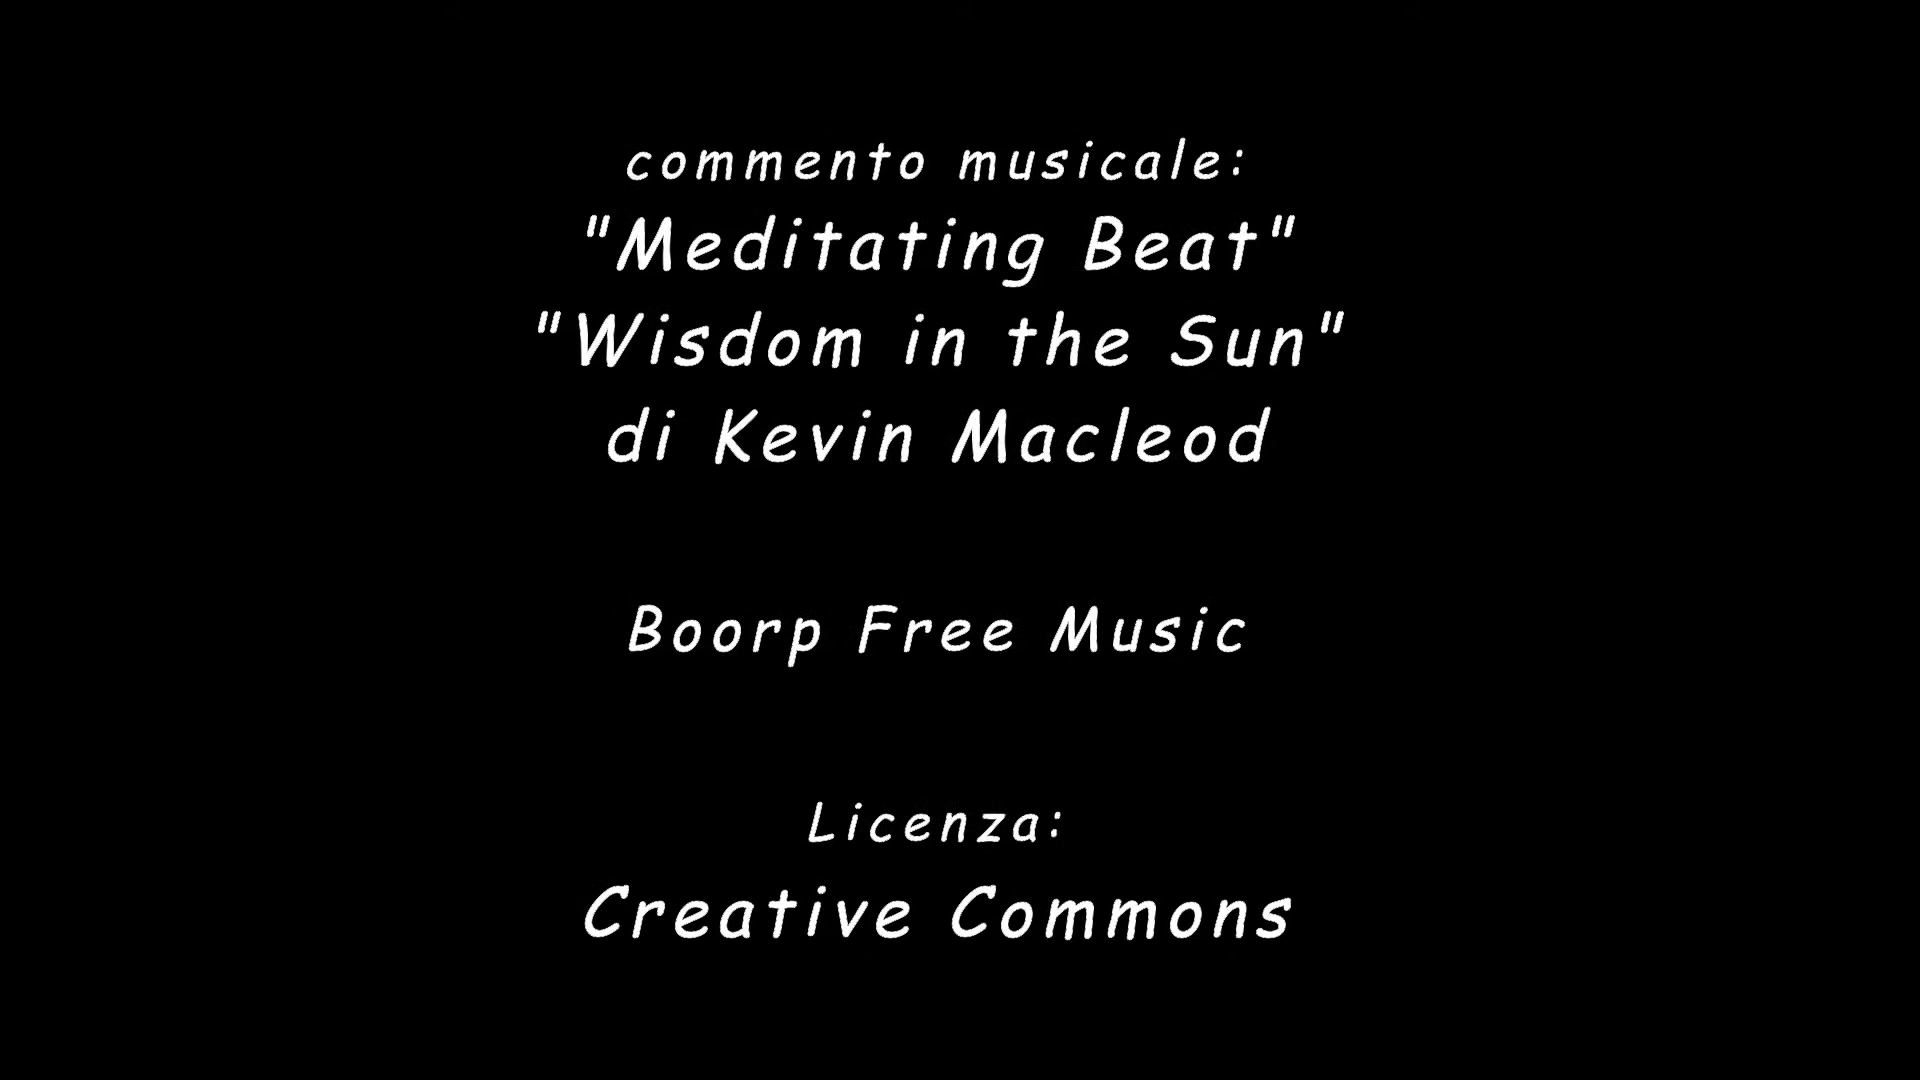 commento musicale:
"Meditating Beat"
"Wisdom in the Sun"
di Kevin Macleod
Boorp Free Music
Licenza:
Creative Commons